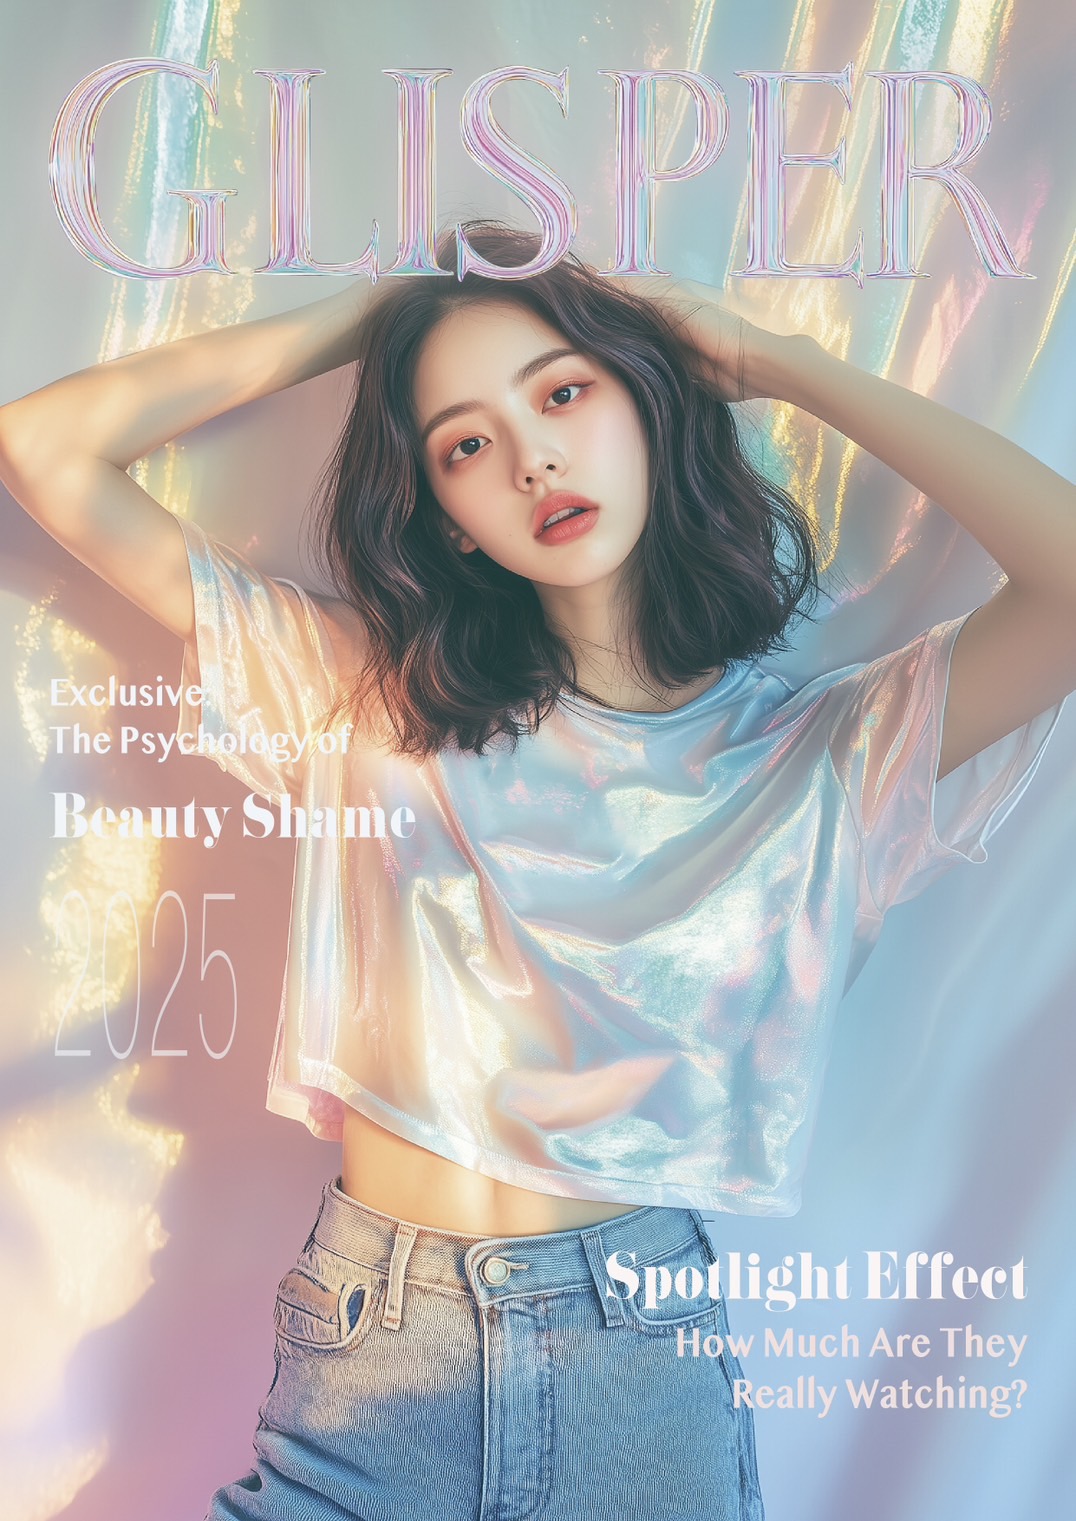 GLISPER
Exclusive:
The Psychology of
Beauty Shame
2025
Spotlight Effect
How Much Are They
Really Watching?